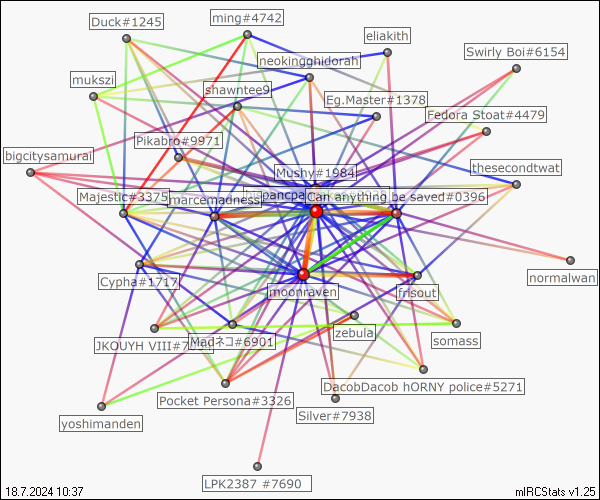 Duck#1245
ming#4742
eliakith
neokingghidorah
Swirly Boi#6154
mukszi
shawntee9
Eg.Master#1378
Fedora Stoat#4479
Pikabro#9971
bigcitysamurai
Mushy#1984
thesecondtwat
Majestic#3375
marcemadness
Can anything be saved#0396
normalwan
Cypha#1717
moonraven
frisout
JKOUYH VIII#7
Madネコ#6901
zebula
somass
DacobDacob hORNY police#5271
Pocket Persona#3326
Silver#7938
yoshimanden
LPK2387 #7690
18.7.2024 10:37
mIRCStats v1.25